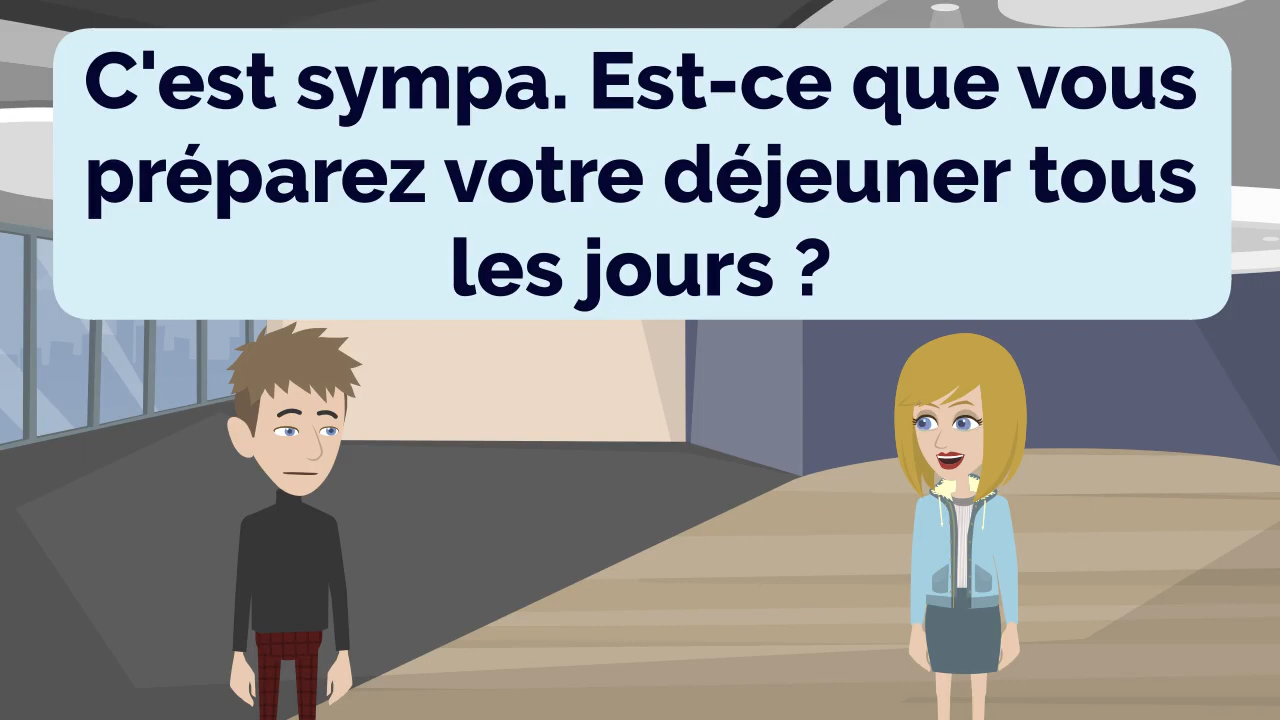 C'est sympa. Est-ce que vous
préparez votre déjeuner tous
les jours ?